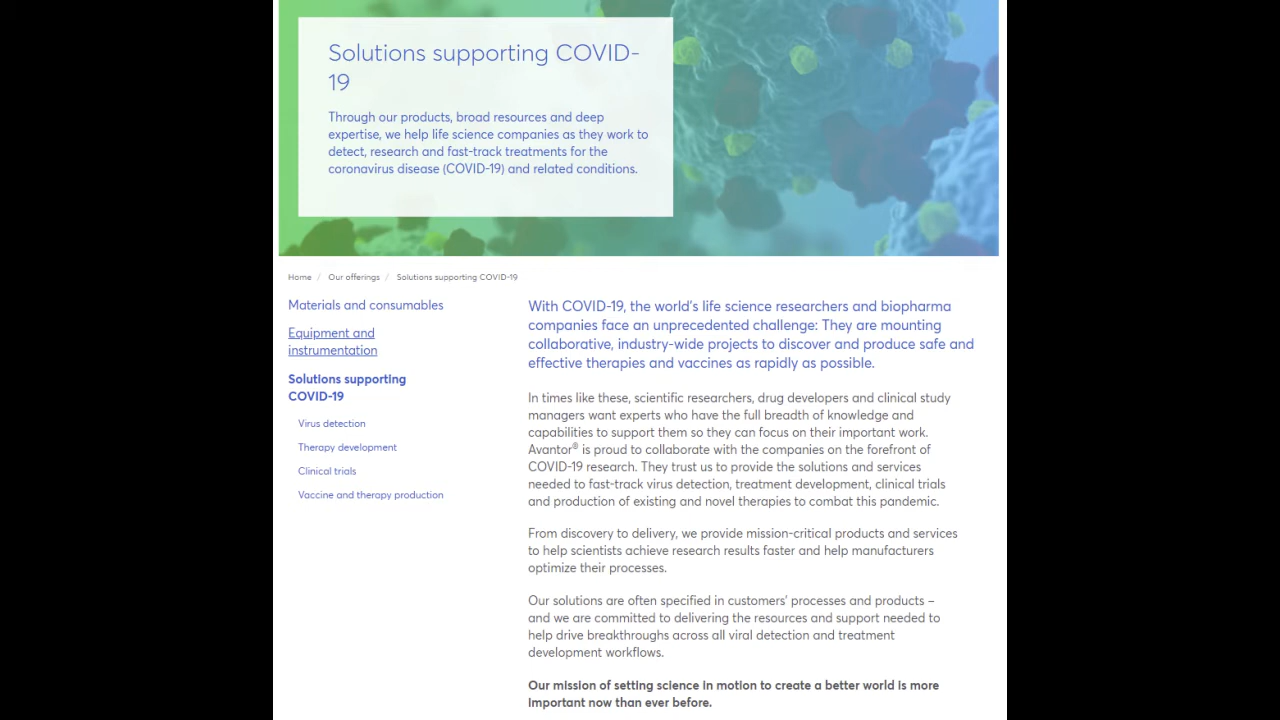 Solutions supporting COVID-
19
Through our products, broad resources and deep
expertise, we help life science companies as they work to
detect, research and fast-track treatments for the
coronavirus disease (COVID-19) and related conditions.
Home / Our offerings / Solutions supporting COVID-19
Materials and consumables
Equipment and
instrumentation
Solutions supporting
COVID-19
Virus detection
Therapy development
Clinical trials
Vaccine and therapy production
With COVID-19, the world's life science researchers and biopharma
companies face an unprecedented challenge: They are mounting
collaborative, industry-wide projects to discover and produce safe and
effective therapies and vaccines as rapidly as possible.
In times like these, scientific researchers, drug developers and clinical study
managers want experts who have the full breadth of knowledge and
capabilities to support them so they can focus on their important work.
Avantor® is proud to collaborate with the companies on the forefront of
COVID-19 research. They trust us to provide the solutions and services
needed to fast-track virus detection, treatment development, clinical trials
and production of existing and novel therapies to combat this pandemic.
From discovery to delivery, we provide mission-critical products and services
to help scientists achieve research results faster and help manufacturers
optimize their processes.
Our solutions are often specified in customers' processes and products –
and we are committed to delivering the resources and support needed to
help drive breakthroughs across all viral detection and treatment
development workflows.
Our mission of setting science in motion to create a better world is more
important now than ever before.